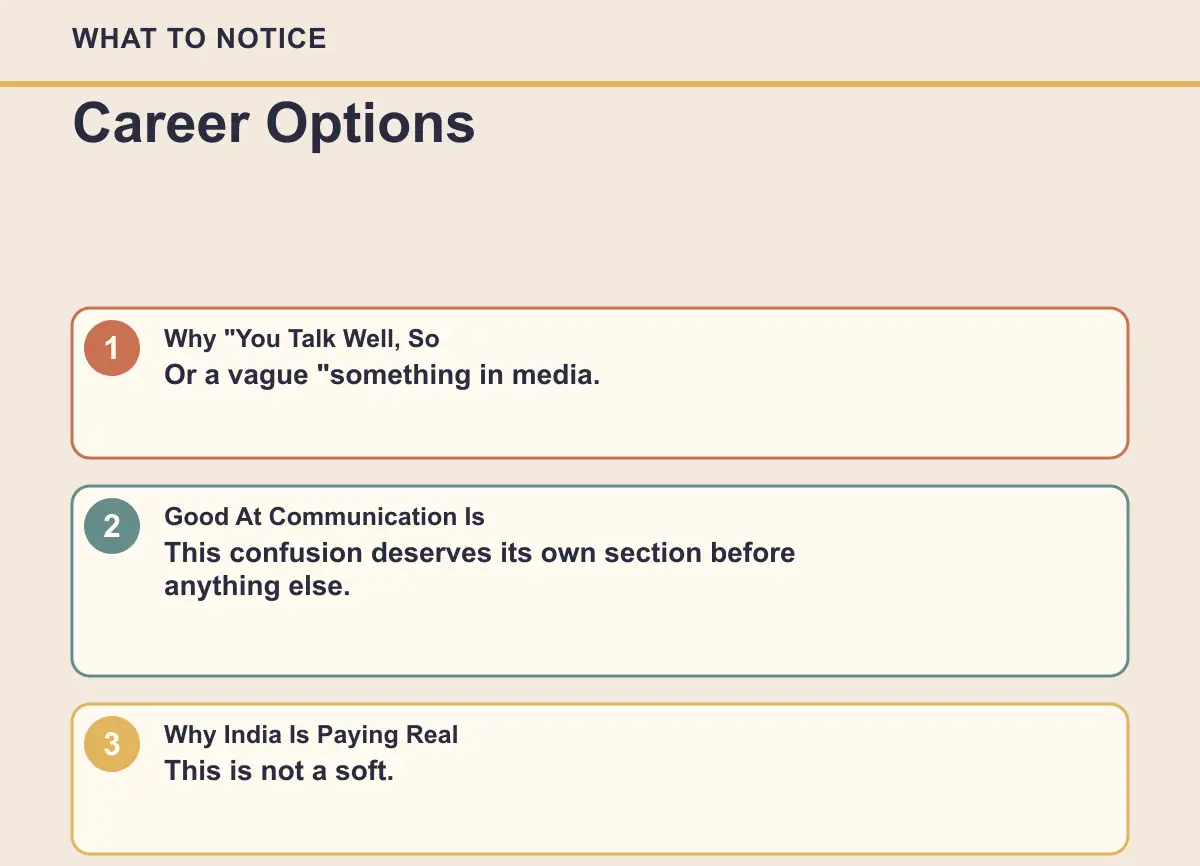 WHAT TO NOTICE
Career Options
1
Why "You Talk Well, So
Or a vague "something in media.
2
Good At Communication Is
This confusion deserves its own section before
anything else.
3
Why India Is Paying Real
This is not a soft.